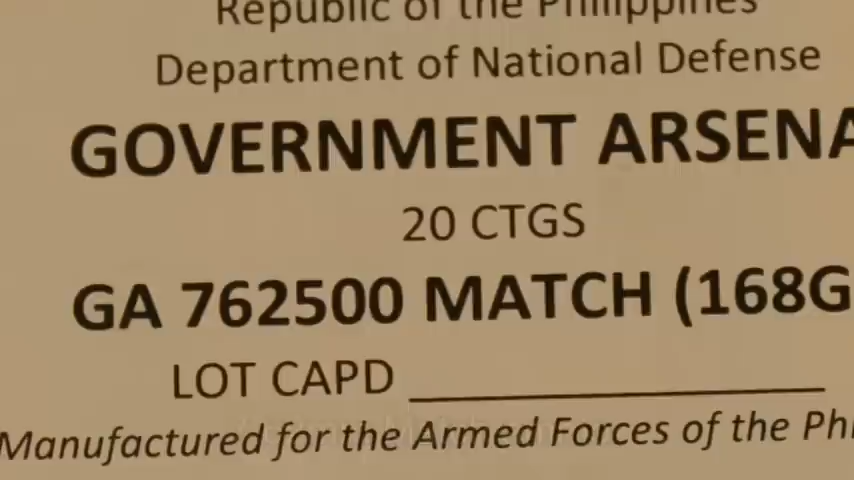 Republic of the Philippines
Department of National Defense
GOVERNMENT ARSENA
20 CTGS
GA 762500 MATCH (168G
LOT CAPD
Manufactured for the Armed Forces of the Phi